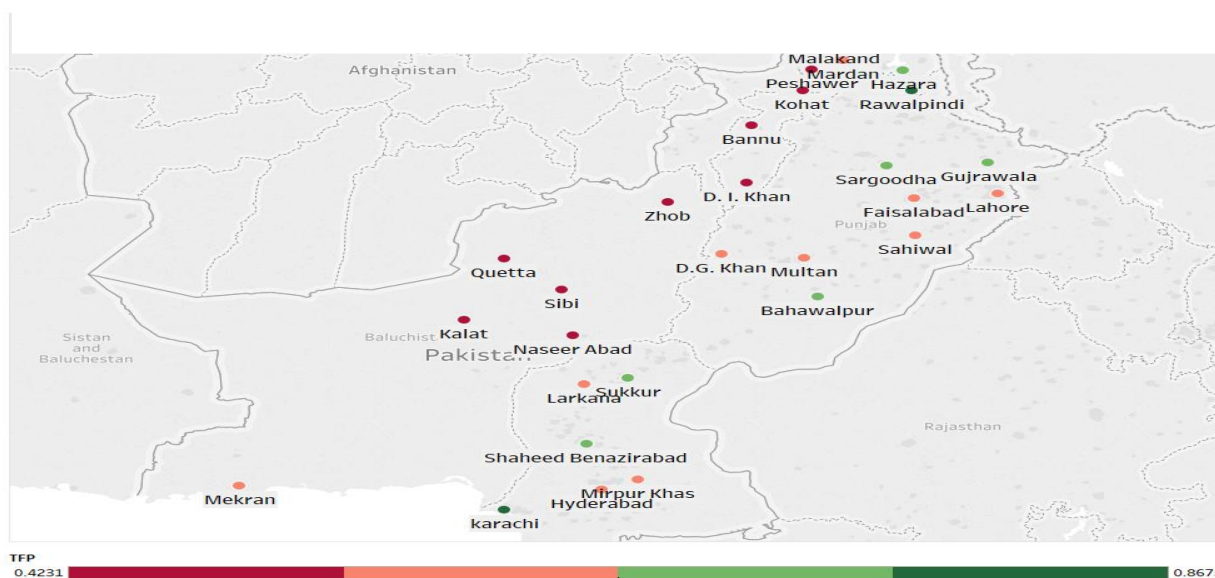 Malakand
Afghanistan
Mardan
Peshawer
Hazara
Kohat
Rawalpindi
Bannu
Sargoodha
Gujrawala
D. I. Khan
Zhob
Faisalabad
Lahore
Punjab
Sahiwal
Quetta
D.G. Khan
Multan
Sibi
Bahawalpur
Kalat
Sistan
and
Baluchestan
Baluchist
Naseer Abad
Pakistan
Larkana
Sukkur
Rajasthan
Shaheed Benazirabad
Mekran
Mirpur Khas
Hyderabad
karachi
TFP
0.4231
0.867